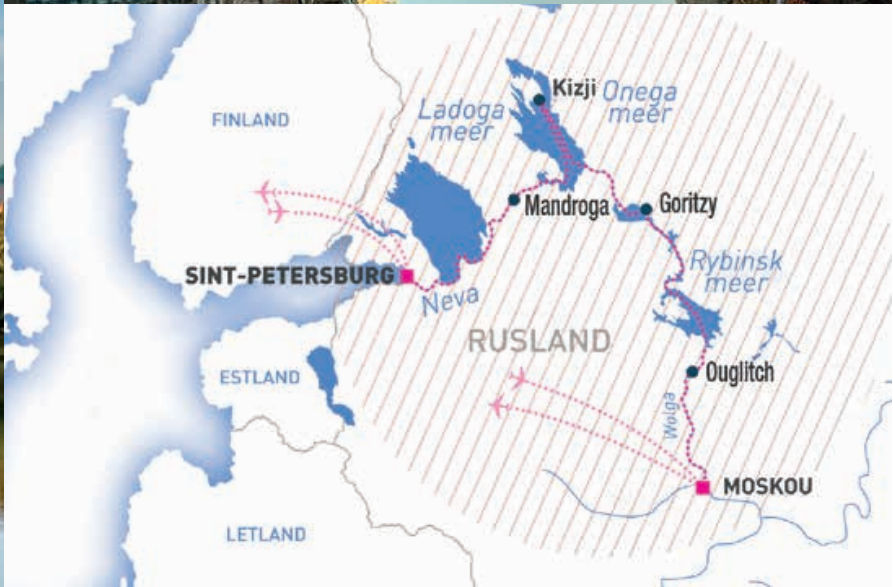 Kizji
Onega
meer
Ladoga
meer
FINLAND
Mandroga
Goritzy
SINT-PETERSBURG
Neva
Rybinsk
meer
RUSLAND
ESTLAND
Ouglitch
Wolga
MOSKOU
LETLAND